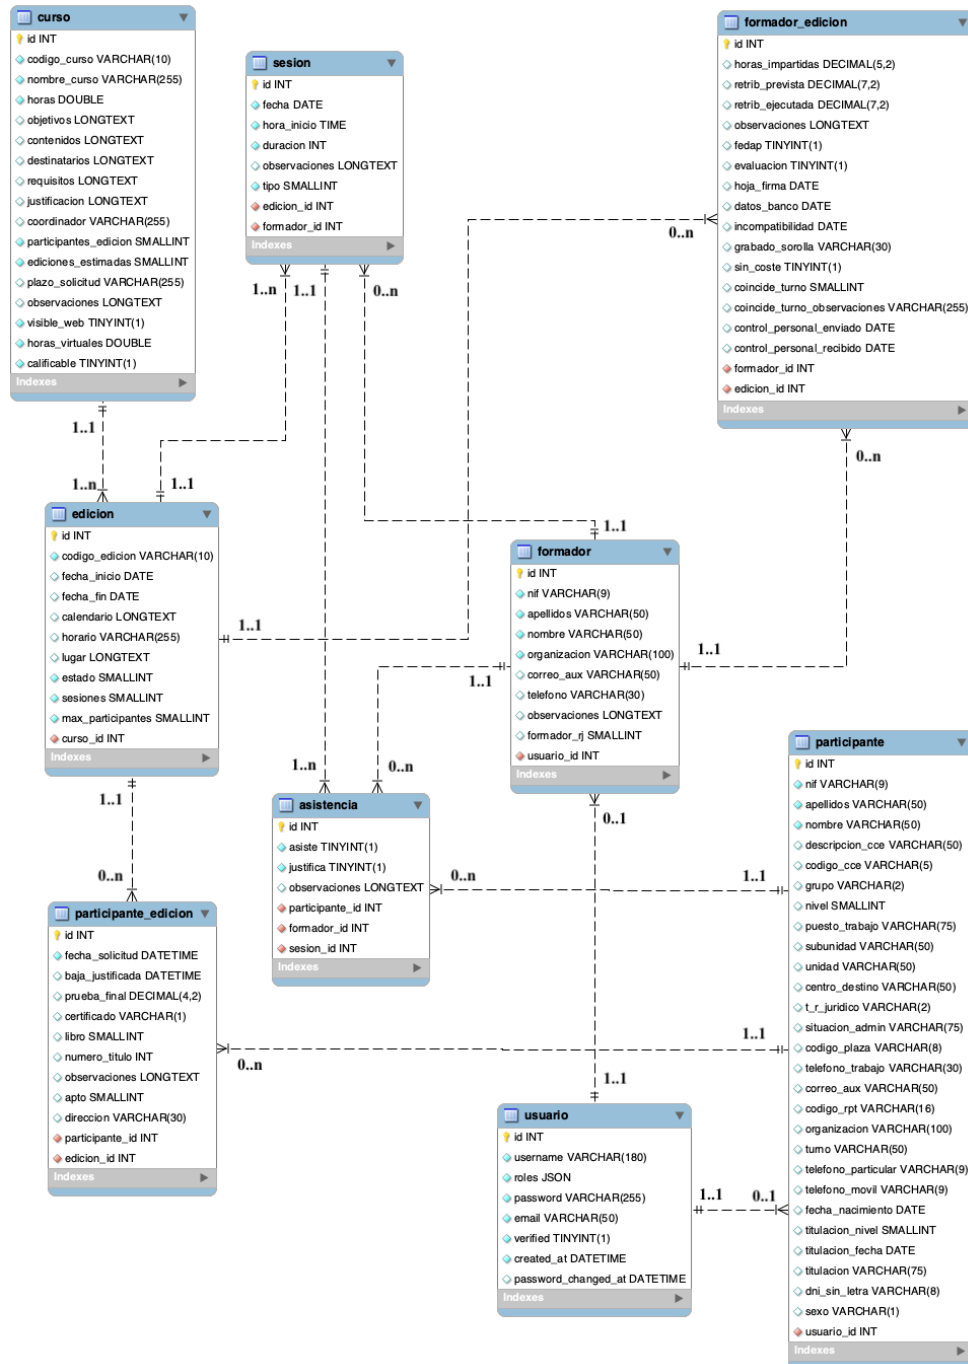 curso
id INT
codigo_curso VARCHAR(10)
nombre_curso VARCHAR(255)
horas DOUBLE
objetivos LONGTEXT
contenidos LONGTEXT
destinatarios LONGTEXT
requisitos LONGTEXT
justificacion LONGTEXT
coordinador VARCHAR(255)
participantes_edicion SMALLINT
ediciones_estimadas SMALLINT
plazo_solicitud VARCHAR(255)
observaciones LONGTEXT
visible_web TINYINT(1)
horas_virtuales DOUBLE
calificable TINYINT(1)
Indexes
sesion
id INT
fecha DATE
hora_inicio TIME
duracion INT
observaciones LONGTEXT
tipo SMALLINT
edicion_id INT
formador_id INT
Indexes
formador_edicion
id INT
horas_impartidas DECIMAL(5,2)
retrib_prevista DECIMAL(7,2)
retrib_ejecutada DECIMAL(7,2)
observaciones LONGTEXT
fedap TINYINT(1)
evaluacion TINYINT(1)
hoja_firma DATE
datos_banco DATE
incompatibilidad DATE
grabado_sorolla VARCHAR(30)
sin_coste TINYINT(1)
coincide_turno SMALLINT
coincide_turno_observaciones VARCHAR(255)
control_personal_enviado DATE
control_personal_recibido DATE
formador_id INT
edicion_id INT
Indexes
0..n
1..n
1..1
0..n
1..1
1..n
1..1
0..n
1..1
edicion
id INT
codigo_edicion VARCHAR(10)
fecha_inicio DATE
fecha_fin DATE
calendario LONGTEXT
horario VARCHAR(255)
lugar LONGTEXT
estado SMALLINT
sesiones SMALLINT
max_participantes SMALLINT
curso_id INT
Indexes
1..1
formador
id INT
nif VARCHAR(9)
apellidos VARCHAR(50)
nombre VARCHAR(50)
organizacion VARCHAR(100)
correo_aux VARCHAR(50)
telefono VARCHAR(30)
observaciones LONGTEXT
formador_rj SMALLINT
usuario_id INT
Indexes
1..1
1..1
1..n
0..n
1..1
0..n
0..1
asistencia
id INT
asiste TINYINT(1)
justifica TINYINT(1)
observaciones LONGTEXT
participante_id INT
formador_id INT
sesion_id INT
Indexes
0..n
1..1
participante
id INT
nif VARCHAR(9)
apellidos VARCHAR(50)
nombre VARCHAR(50)
descripcion_cce VARCHAR(50)
codigo_cce VARCHAR(5)
grupo VARCHAR(2)
nivel SMALLINT
puesto_trabajo VARCHAR(75)
subunidad VARCHAR(50)
unidad VARCHAR(50)
centro_destino VARCHAR(50)
t_r_juridico VARCHAR(2)
situacion_admin VARCHAR(75)
codigo_plaza VARCHAR(8)
telefono_trabajo VARCHAR(30)
correo_aux VARCHAR(50)
codigo_rpt VARCHAR(16)
organizacion VARCHAR(100)
turno VARCHAR(50)
telefono_particular VARCHAR(9)
telefono_movil VARCHAR(9)
fecha_nacimiento DATE
titulacion_nivel SMALLINT
titulacion_fecha DATE
titulacion VARCHAR(75)
dni_sin_letra VARCHAR(8)
sexo VARCHAR(1)
usuario_id INT
Indexes
participante_edicion
id INT
fecha_solicitud DATETIME
baja_justificada DATETIME
prueba_final DECIMAL(4,2)
certificado VARCHAR(1)
libro SMALLINT
numero_titulo INT
observaciones LONGTEXT
apto SMALLINT
direccion VARCHAR(30)
participante_id INT
edicion_id INT
Indexes
0..n
1..1
1..1
usuario
id INT
username VARCHAR(180)
roles JSON
password VARCHAR(255)
email VARCHAR(50)
verified TINYINT(1)
created_at DATETIME
password_changed_at DATETIME
Indexes
1..1
0..1